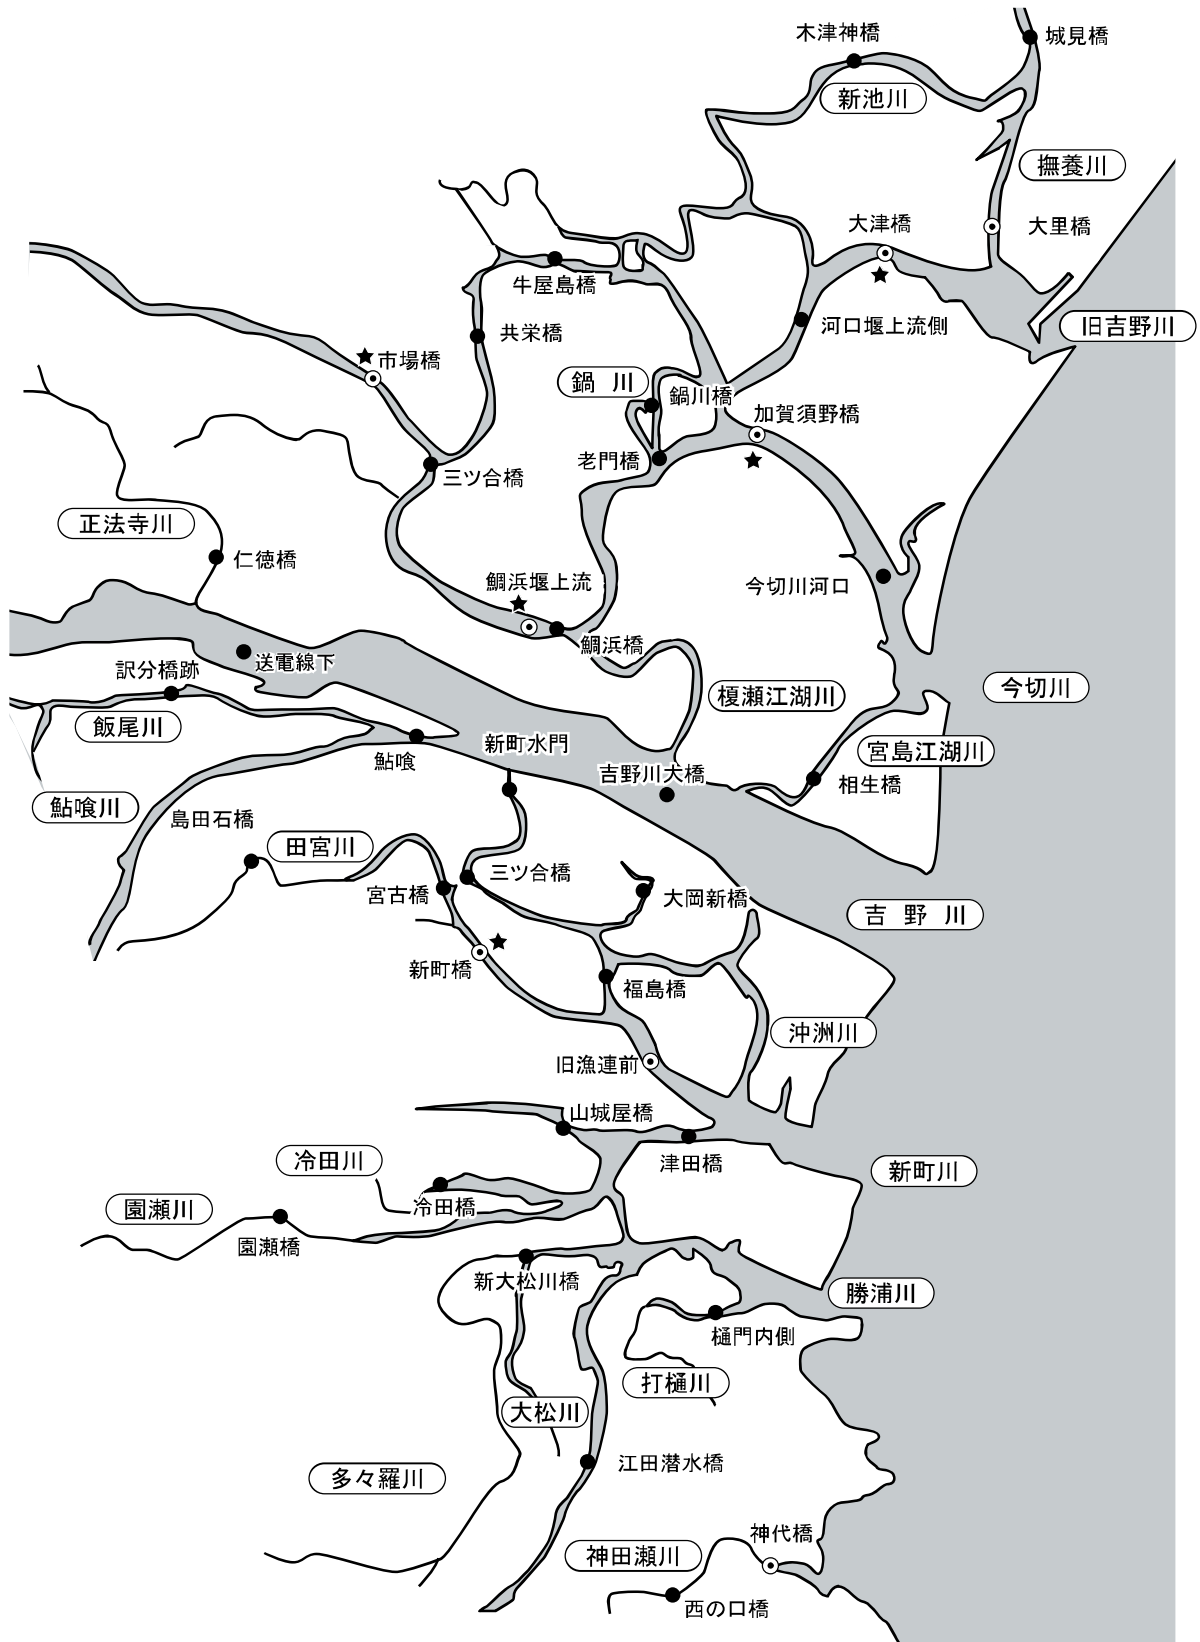 木津神橋
城見橋
新池川
撫養川
大津橋
大里橋
牛屋島橋
河口堰上流側
旧吉野川
共栄橋
市場橋
鍋 川
鍋川橋
加賀須野橋
老門橋
三ツ合橋
正法寺川
仁徳橋
鯛浜堰上流
今切川河口
鯛浜橋
送電線下
訳分橋跡
今切川
榎瀬江湖川
飯尾川
新町水門
宮島江湖川
鮎喰
吉野川大橋
相生橋
鮎喰川
島田石橋
田宮川
三ツ合橋
宮古橋
大岡新橋
吉 野 川
新町橋
福島橋
沖洲川
旧漁連前
山城屋橋
冷田川
津田橋
新町川
園瀬川
冷田橋
園瀬橋
新大松川橋
勝浦川
樋門内側
打樋川
大松川
多々羅川
江田潜水橋
神代橋
神田瀬川
西の口橋